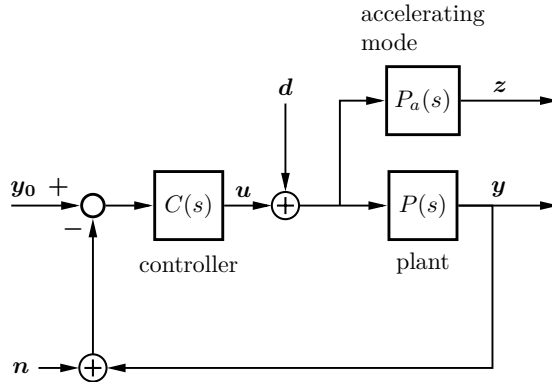 accelerating
mode
d
P_a(s)
z
y_0 +
C(s)
u
+
P(s)
y
−
controller
plant
n
+